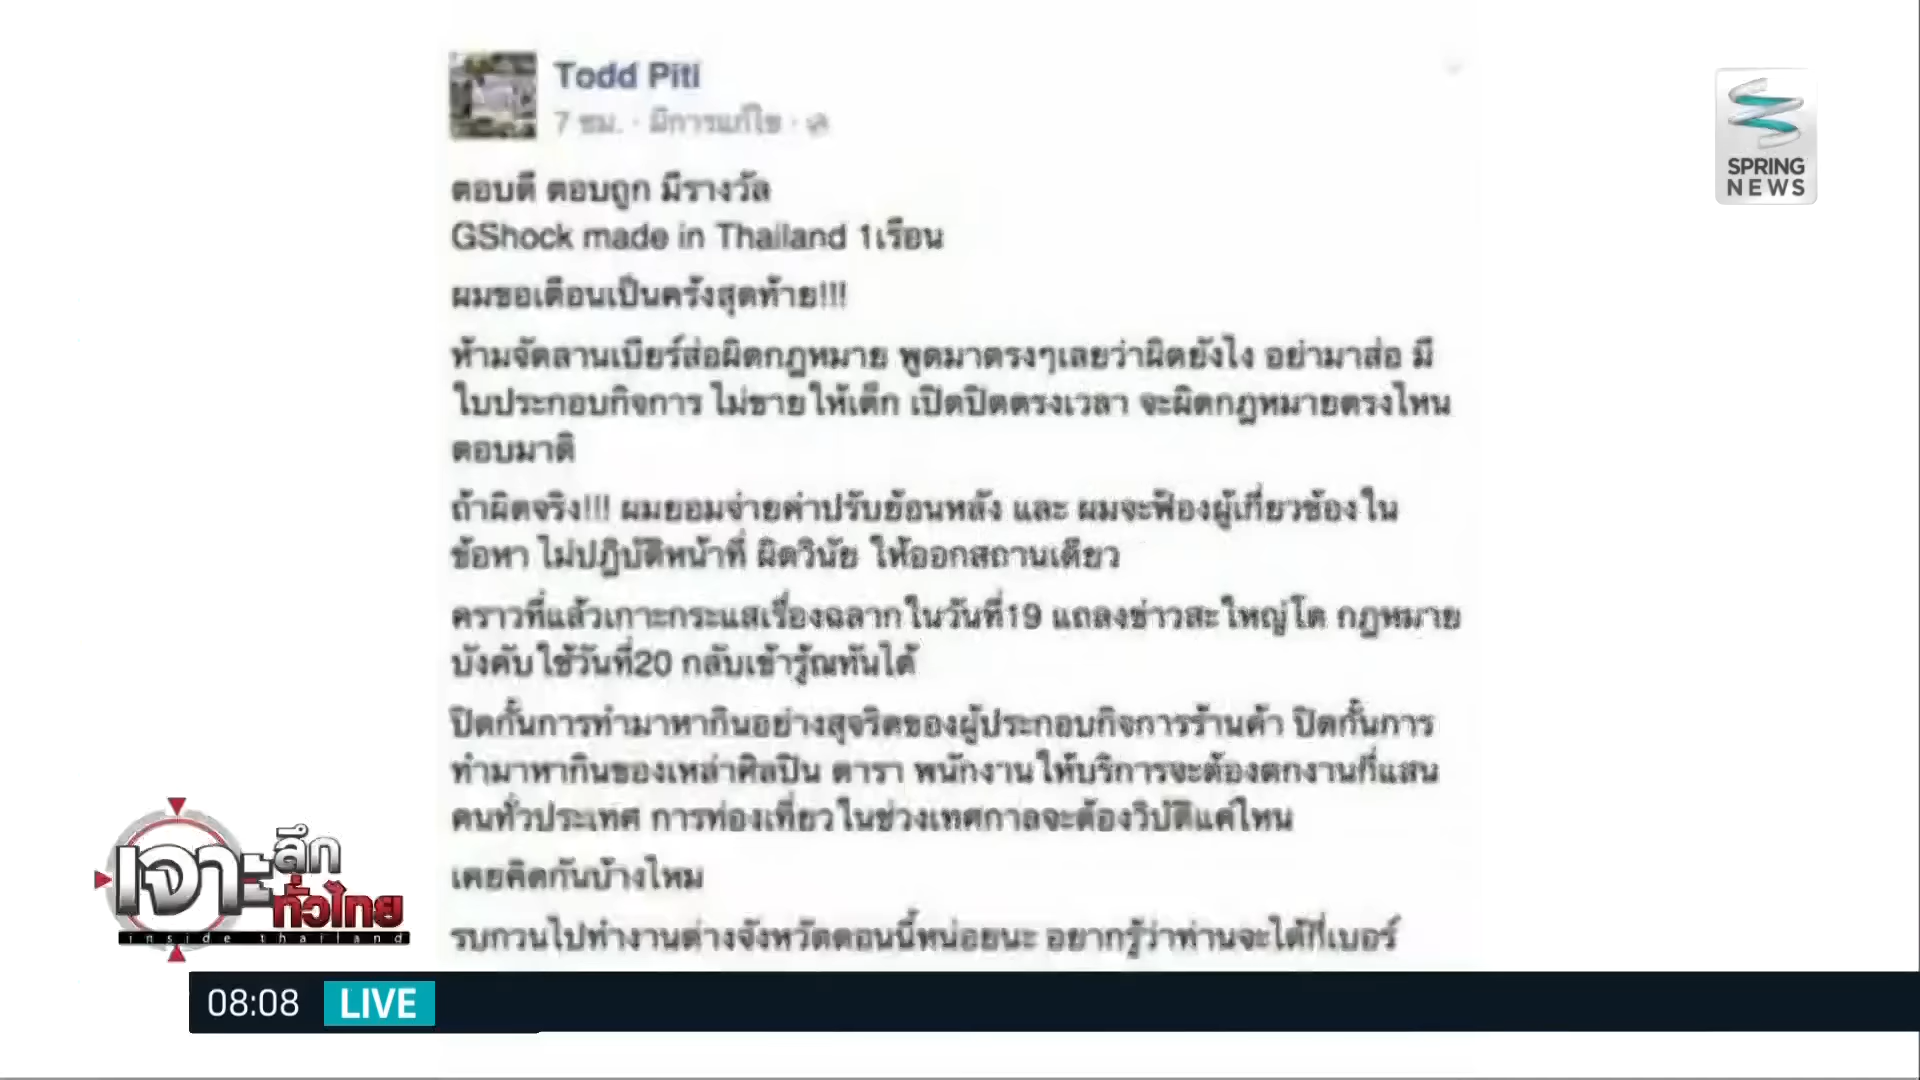 Todd Piti
7 ชม. · มีการแก้ไข ·
ตอบดี ตอบถูก มีรางวัล
GShock made in Thailand 1เรือน
ผมขอเตือนเป็นครั้งสุดท้าย!!!
ห้ามจัดลานเบียร์ส่อผิดกฎหมาย พูดมาตรงๆเลยว่าผิดยังไง อย่ามาส่อ มี
ใบประกอบกิจการ ไม่ขายให้เด็ก เปิดปิดตรงเวลา จะผิดกฎหมายตรงไหน
ตอบมาดิ
ถ้าผิดจริง!!! ผมยอมจ่ายค่าปรับย้อนหลัง และ ผมจะฟ้องผู้เกี่ยวข้องใน
ข้อหา ไม่ปฏิบัติหน้าที่ ผิดวินัย ให้ออกสถานเดียว
คราวที่แล้วเกาะกระแสเรื่องฉลากในวันที่19 แถลงข่าวสะใหญ่โต กฎหมาย
บังคับใช้วันที่20 กลับเข้ารู้ณทันได้
ปิดกั้นการทำมาหากินอย่างสุจริตของผู้ประกอบกิจการร้านค้า ปิดกั้นการ
ทำมาหากินของเหล่าศิลปิน ดารา พนักงานให้บริการจะต้องตกงานกี่แสน
คนทั่วประเทศ การท่องเที่ยวในช่วงเทศกาลจะต้องวิบัติแค่ไหน
เคยคิดกันบ้างไหม
รบกวนไปทำงานต่างจังหวัดตอนนี้หน่อยนะ อยากรู้ว่าท่านจะได้กี่เบอร์
SPRING
NEWS
เจาะลึก
ทั่วไทย
inside thailand
08:08 LIVE